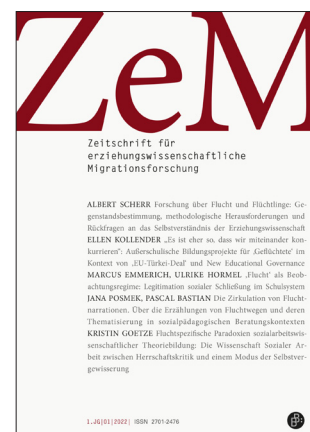 ZeM
Zeitschrift für
erziehungswissenschaftliche
Migrationsforschung
ALBERT SCHERR Forschung über Flucht und Flüchtlinge: Ge-
genstandsbestimmung, methodologische Herausforderungen und
Rückfragen an das Selbstverständnis der Erziehungswissenschaft
ELLEN KOLLENDER „Es ist eher so, dass wir miteinander kon-
kurrieren“: Außerschulische Bildungsprojekte für ‚Geflüchtete‘ im
Kontext von ‚EU-Türkei-Deal‘ und New Educational Governance
MARCUS EMMERICH, ULRIKE HORMEL ‚Flucht‘ als Beob-
achtungsregime: Legitimation sozialer Schließung im Schulsystem
JANA POSMEK, PASCAL BASTIAN Die Zirkulation von Flucht-
narrationen. Über die Erzählungen von Fluchtwegen und deren
Thematisierung in sozialpädagogischen Beratungskontexten
KRISTIN GOETZE Fluchtspezifische Paradoxien sozialarbeitswis-
senschaftlicher Theoriebildung: Die Wissenschaft Sozialer Ar-
beit zwischen Herrschaftskritik und einem Modus der Selbstver-
gewisserung
1.JG|01|2022| ISSN 2701-2476